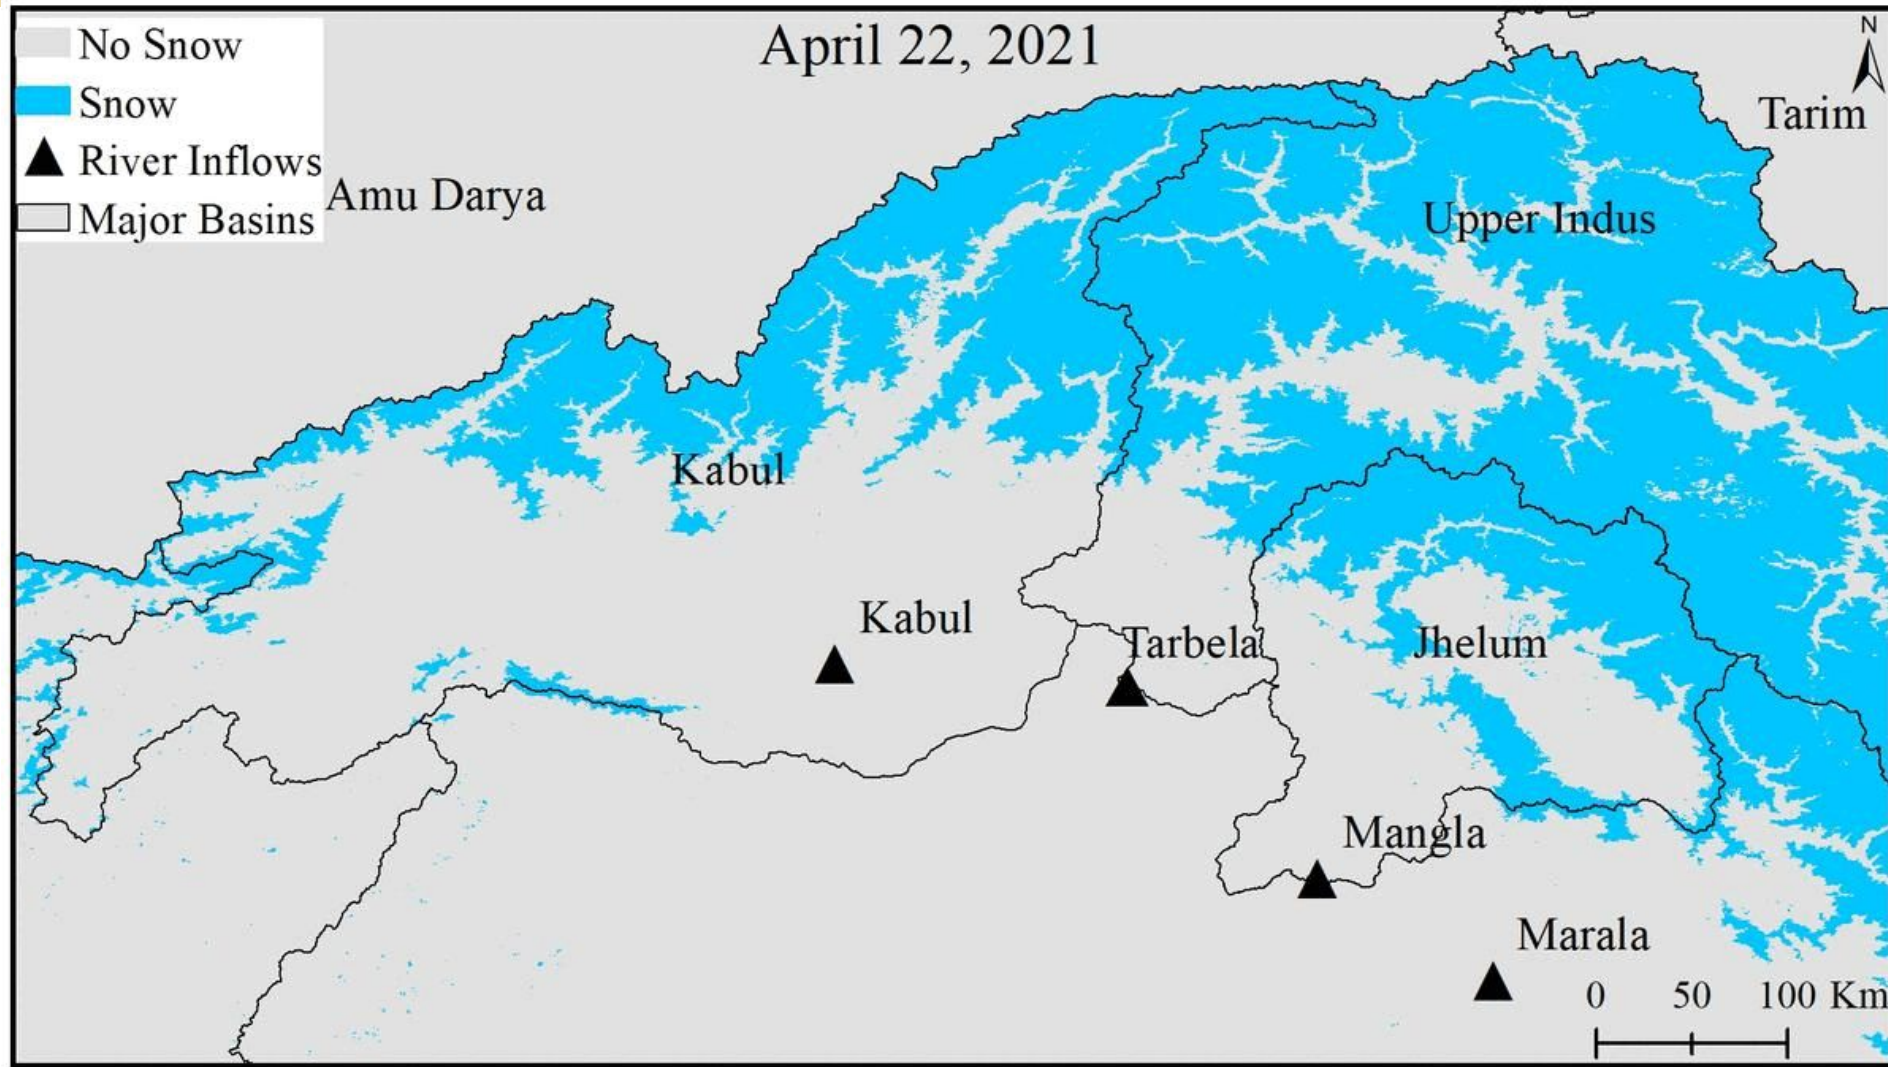 April 22, 2021
No Snow
Snow
River Inflows
Major Basins
N
Tarim
Amu Darya
Upper Indus
Kabul
Kabul
Tarbela
Jhelum
Mangla
Marala
0 50 100 Km